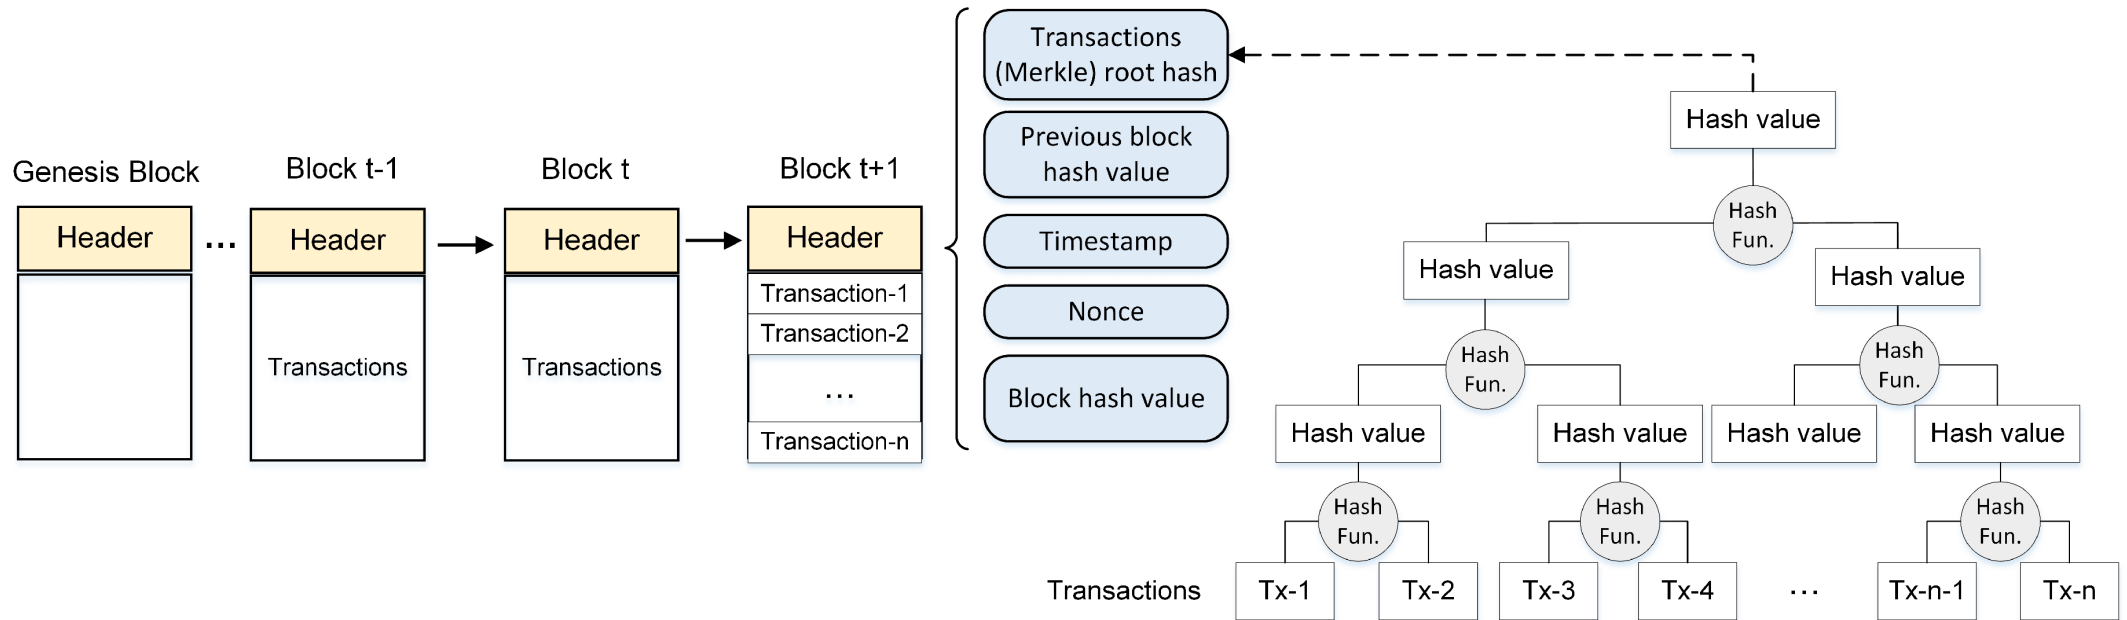 Genesis Block
Block t-1
Block t
Block t+1
Header
...
Header
Header
Header
Transactions
Transactions
Transaction-1
Transaction-2
...
Transaction-n
Transactions
(Merkle) root hash
Previous block
hash value
Timestamp
Nonce
Block hash value
Hash value
Hash
Fun.
Hash value
Hash value
Hash
Fun.
Hash
Fun.
Hash value
Hash value
Hash value
Hash value
Hash
Fun.
Hash
Fun.
Hash
Fun.
Transactions
Tx-1
Tx-2
Tx-3
Tx-4
...
Tx-n-1
Tx-n